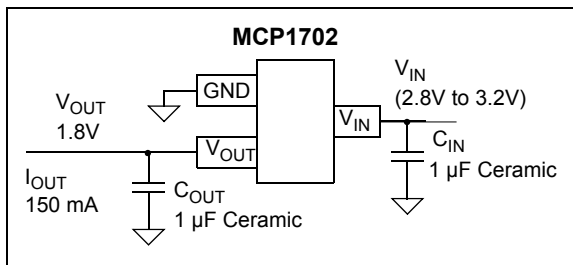 MCP1702
GND
V_IN
(2.8V to 3.2V)
V_OUT
1.8V
V_IN
V_OUT
C_IN
1 µF Ceramic
I_OUT
150 mA
C_OUT
1 µF Ceramic